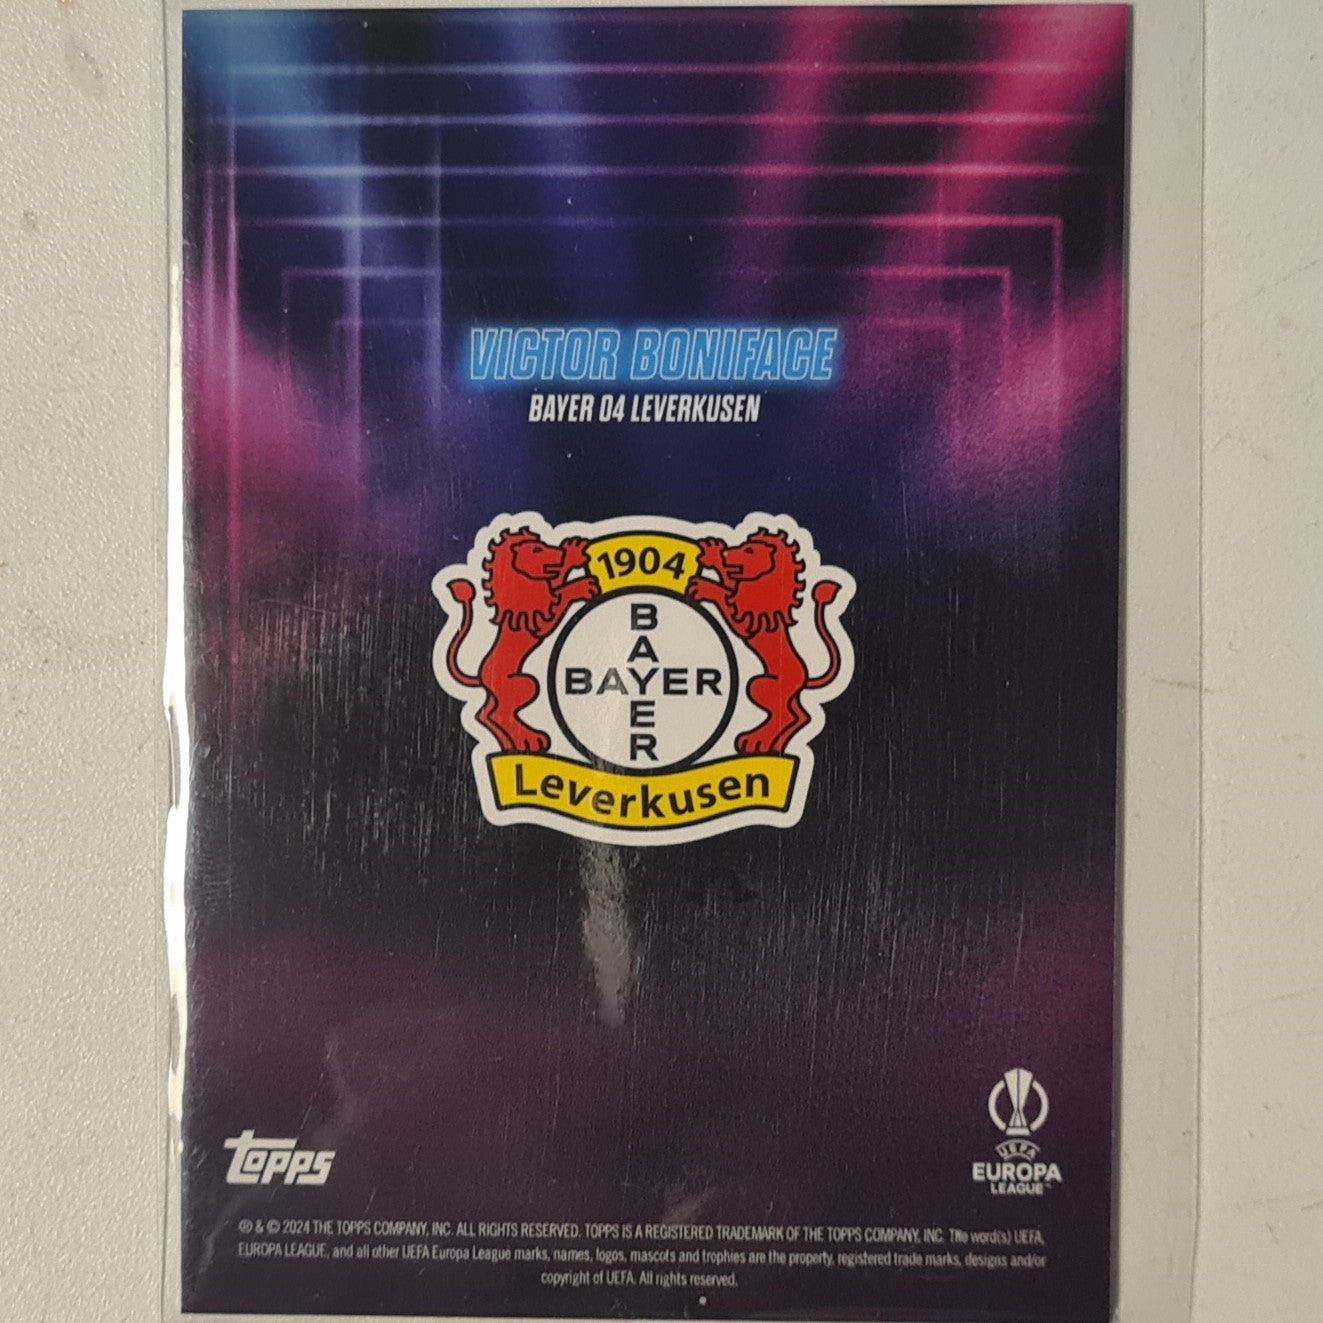 VICTOR BONIFACE
BAYER 04 LEVERKUSEN
1904
BAYER
BAYER
Leverkusen
topps
UEFA
EUROPA
LEAGUE™
® & © 2024 THE TOPPS COMPANY, INC. ALL RIGHTS RESERVED. TOPPS IS A REGISTERED TRADEMARK OF THE TOPPS COMPANY, INC. The word(s) UEFA,
EUROPA LEAGUE, and all other UEFA Europa League marks, names, logos, mascots and trophies are the property, registered trade marks, designs and/or
copyright of UEFA. All rights reserved.